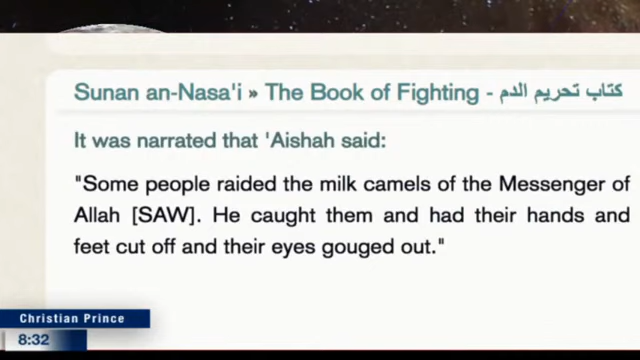 Sunan an-Nasa'i » The Book of Fighting - كتاب تحريم الدم
It was narrated that 'Aishah said:
"Some people raided the milk camels of the Messenger of
Allah [SAW]. He caught them and had their hands and
feet cut off and their eyes gouged out."
Christian Prince
8:32